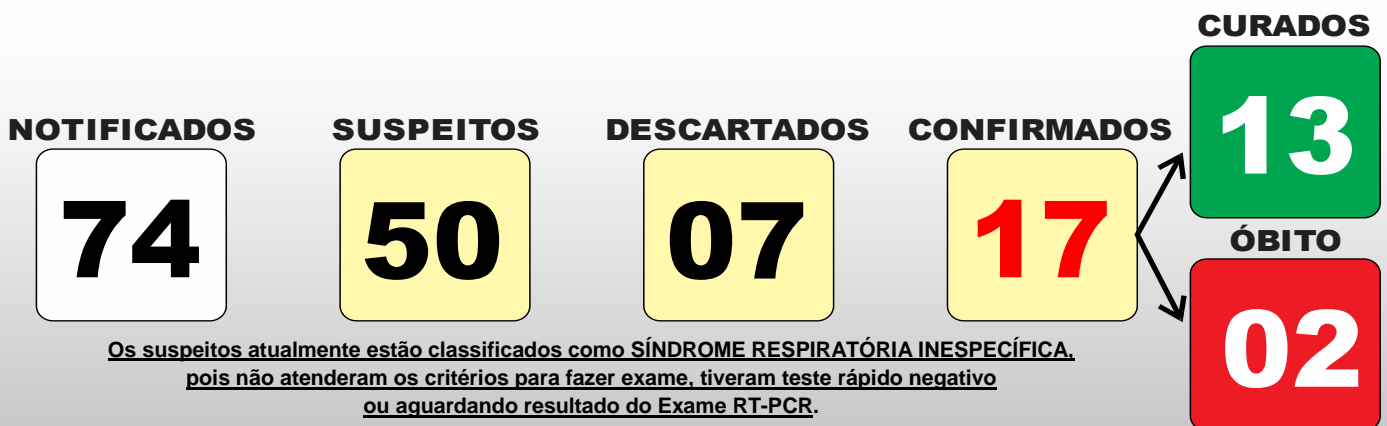 NOTIFICADOS
74
SUSPEITOS
50
DESCARTADOS
07
CONFIRMADOS
17
CURADOS
13
ÓBITO
02
Os suspeitos atualmente estão classificados como SÍNDROME RESPIRATÓRIA INESPECÍFICA,
pois não atenderam os critérios para fazer exame, tiveram teste rápido negativo
ou aguardando resultado do Exame RT-PCR.